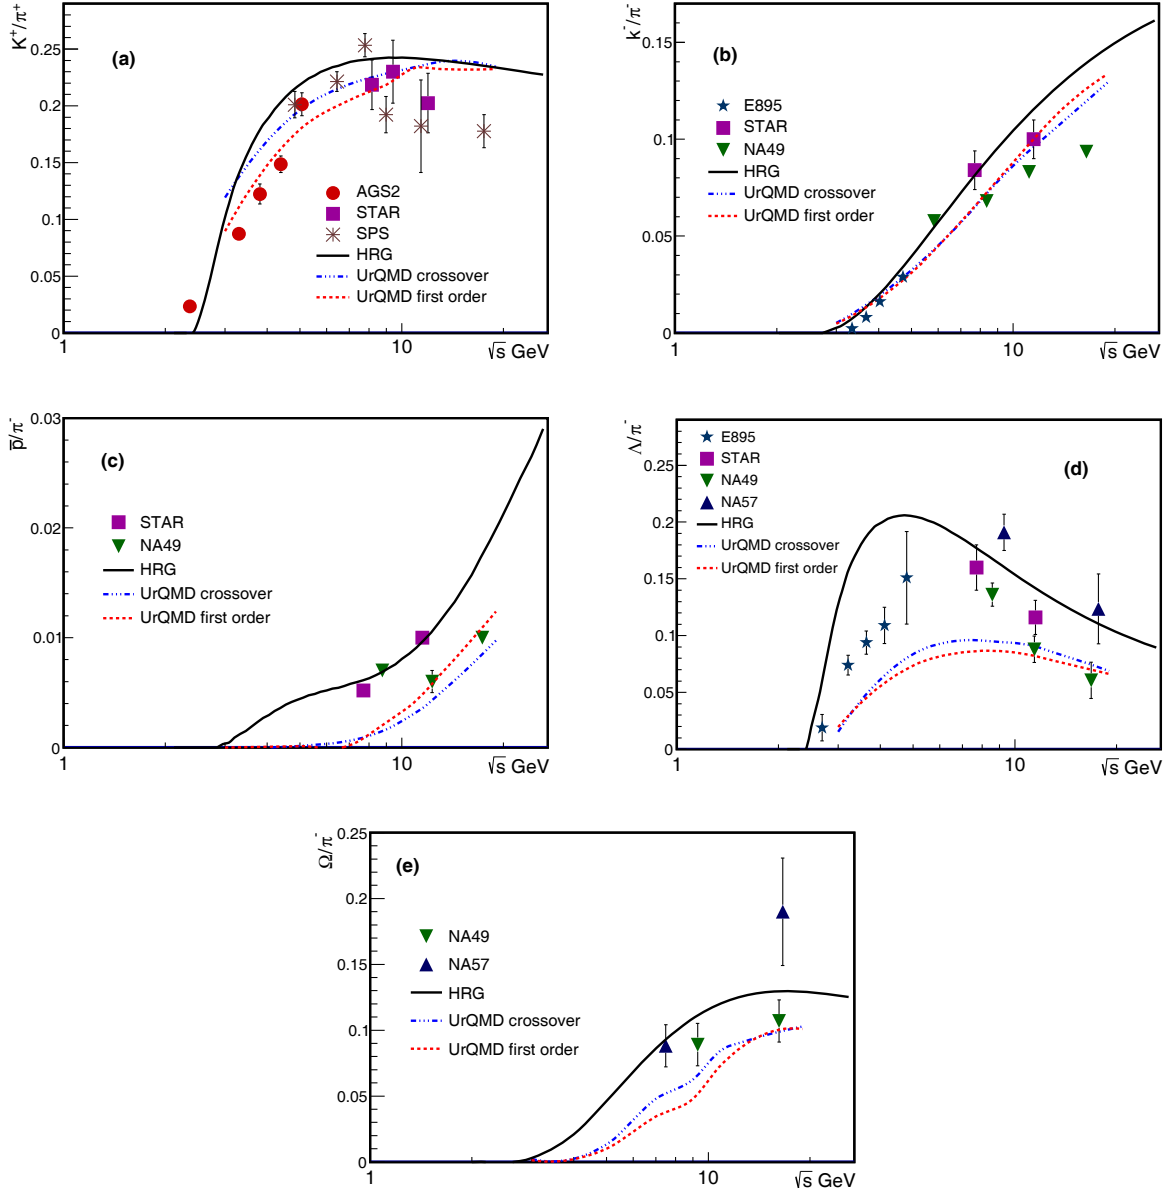 K⁺/π⁺
0.25
0.2
0.15
0.1
0.05
0
(a)
AGS2
STAR
SPS
HRG
UrQMD crossover
UrQMD first order
1
10
√s GeV
k⁻/π⁻
0.15
0.1
0.05
0
(b)
E895
STAR
NA49
HRG
UrQMD crossover
UrQMD first order
1
10
√s GeV
p̅/π⁻
0.03
0.02
0.01
0
(c)
STAR
NA49
HRG
UrQMD crossover
UrQMD first order
1
10
√s GeV
Λ/π⁻
0.25
0.2
0.15
0.1
0.05
0
(d)
E895
STAR
NA49
NA57
HRG
UrQMD crossover
UrQMD first order
1
10
√s GeV
Ω/π⁻
0.25
0.2
0.15
0.1
0.05
0
(e)
NA49
NA57
HRG
UrQMD crossover
UrQMD first order
1
10
√s GeV